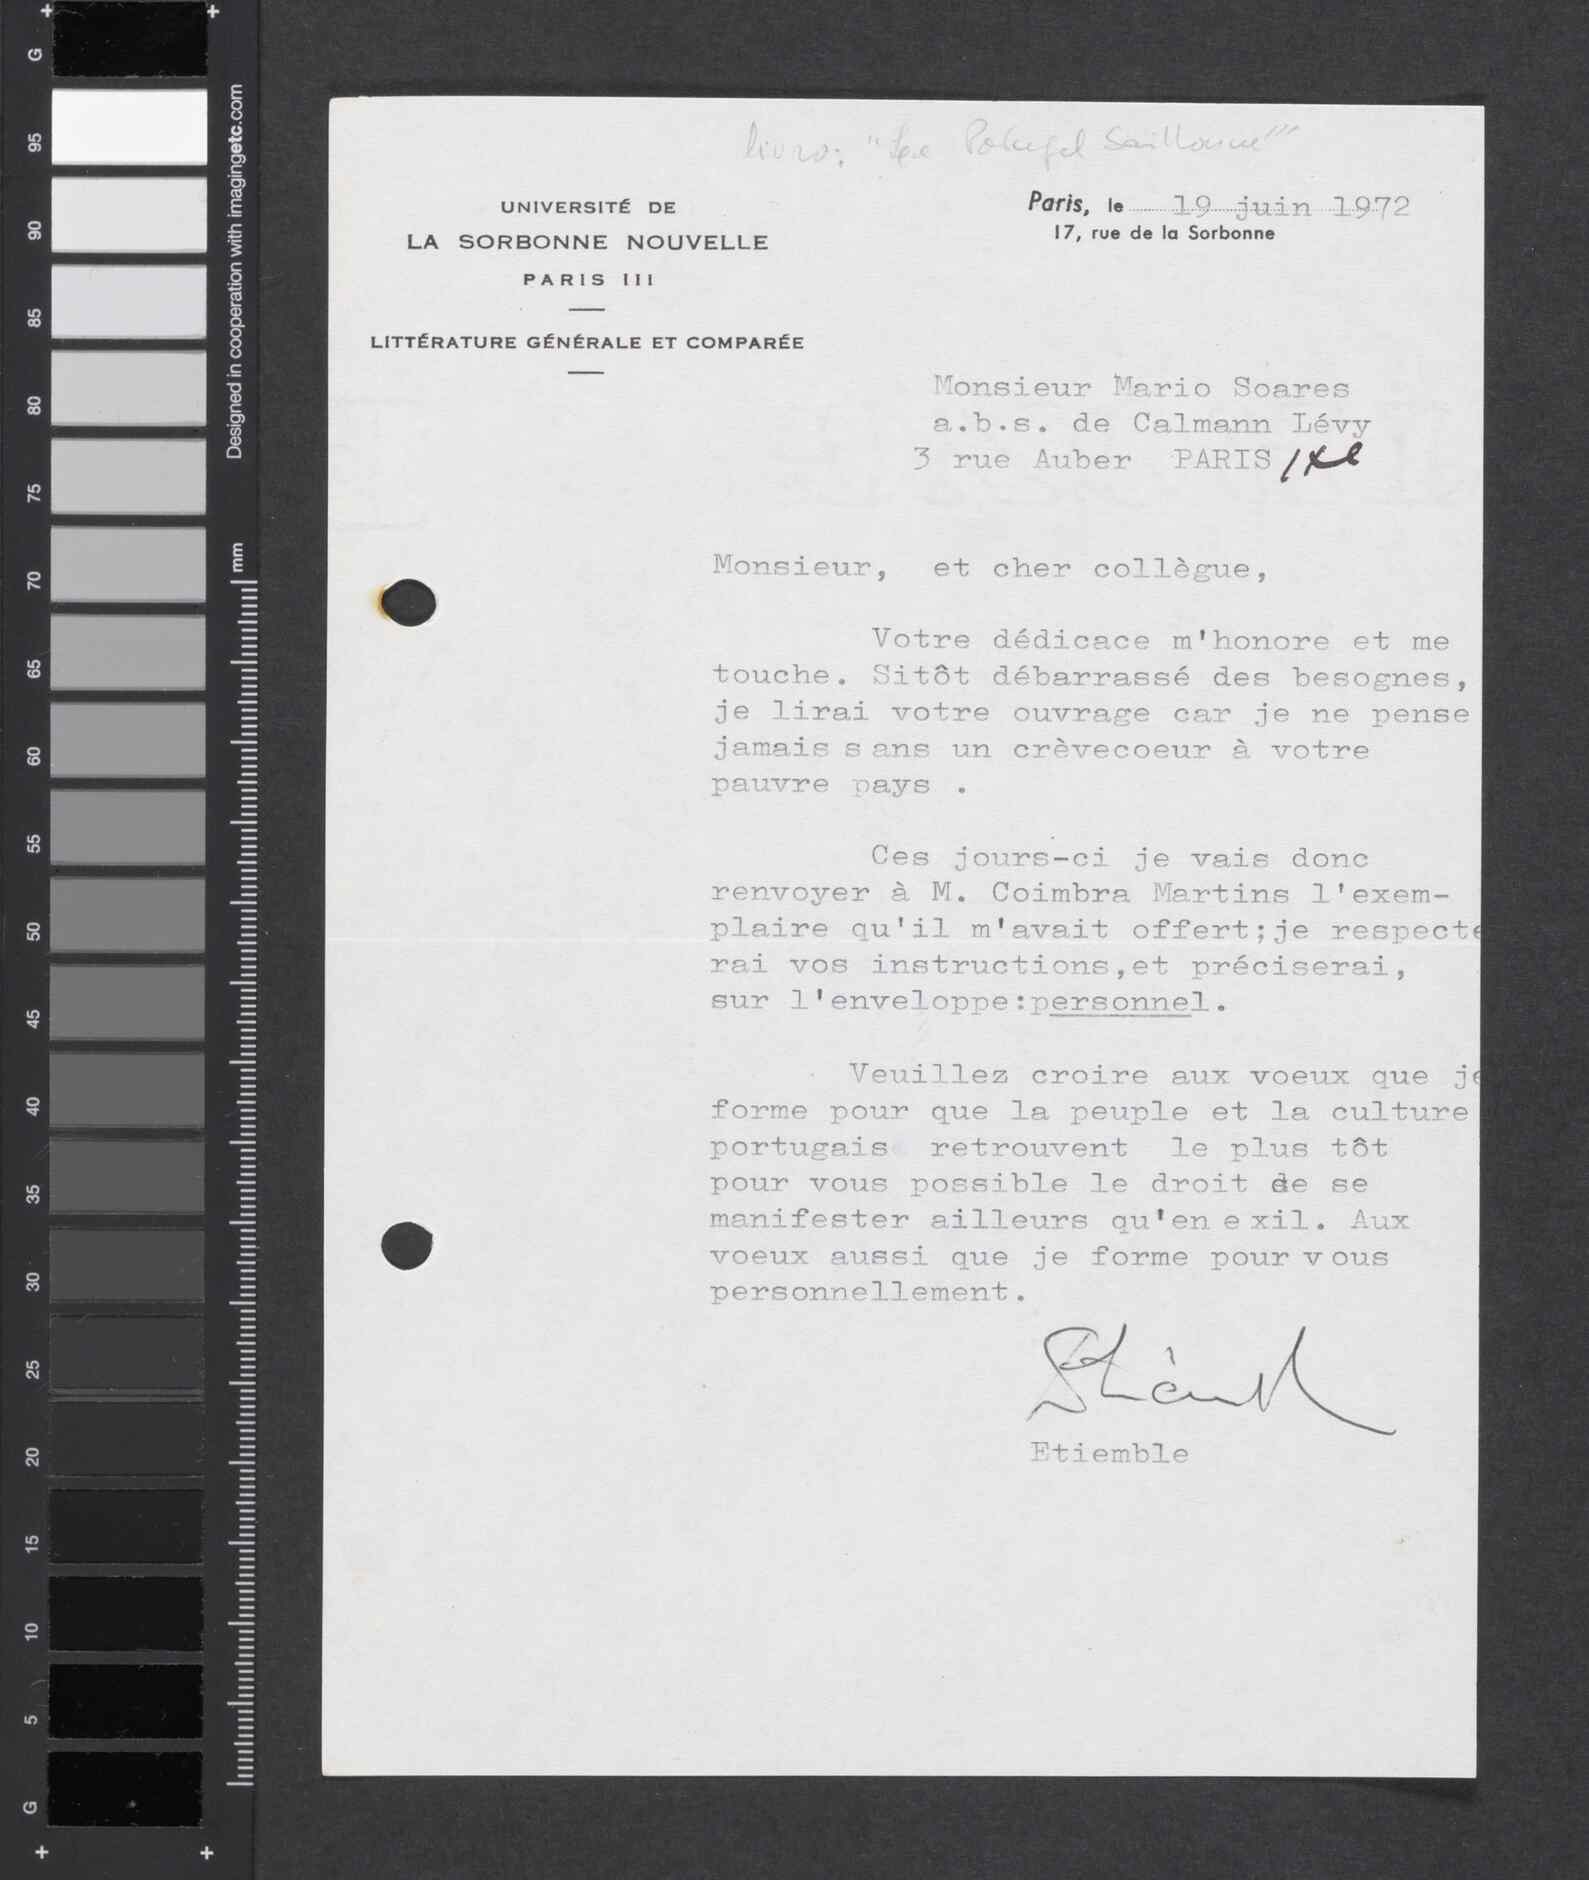 livro: "Le Portugal baillonné"
UNIVERSITÉ DE
LA SORBONNE NOUVELLE
PARIS III
LITTÉRATURE GÉNÉRALE ET COMPARÉE
Paris, le 19 juin 1972
17, rue de la Sorbonne
Monsieur Mario Soares
a.b.s. de Calmann Lévy
3 rue Auber PARIS IXe
Monsieur, et cher collègue,
Votre dédicace m'honore et me
touche. Sitôt débarrassé des besognes,
je lirai votre ouvrage car je ne pense
jamais s ans un crèvecoeur à votre
pauvre pays .
Ces jours-ci je vais donc
renvoyer à M. Coimbra Martins l'exem-
plaire qu'il m'avait offert;je respecte
rai vos instructions,et préciserai,
sur l'enveloppe:personnel.
Veuillez croire aux voeux que je
forme pour que la peuple et la culture
portugais retrouvent le plus tôt
pour vous possible le droit de se
manifester ailleurs qu'en e xil. Aux
voeux aussi que je forme pour v ous
personnellement.
Etiemble
Etiemble
G
95
90
85
80
75
70
65
60
55
50
45
40
35
30
25
20
15
10
5
G
Designed in cooperation with imagingetc.com
mm